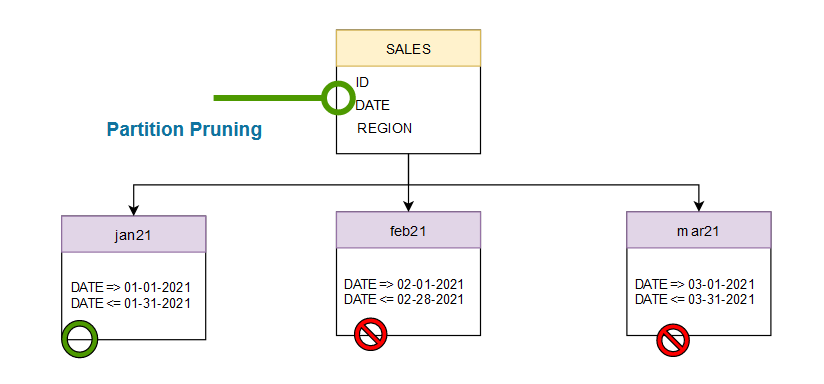 SALES
ID
DATE
REGION
Partition Pruning
jan21
DATE => 01-01-2021
DATE <= 01-31-2021
feb21
DATE => 02-01-2021
DATE <= 02-28-2021
mar21
DATE => 03-01-2021
DATE <= 03-31-2021